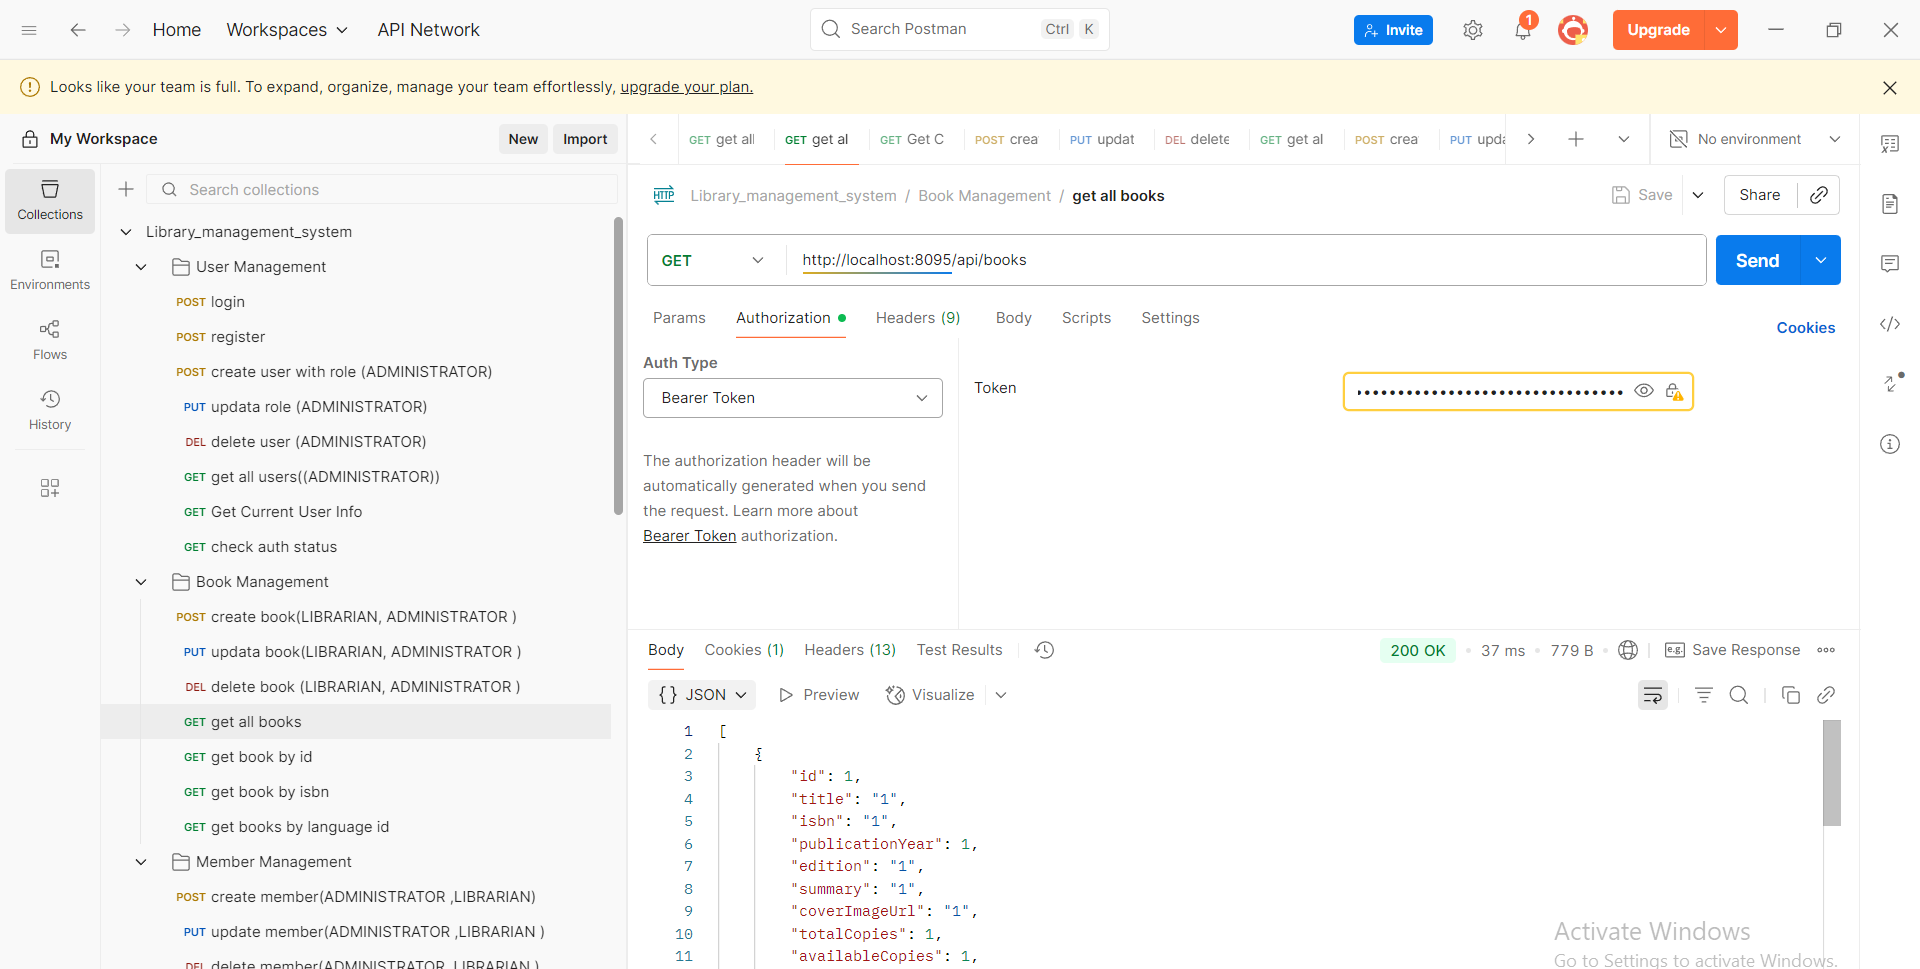 Home
Workspaces
API Network
Search Postman
Ctrl
K
Invite
1
Upgrade
Looks like your team is full. To expand, organize, manage your team effortlessly, upgrade your plan.
My Workspace
New
Import
GET get all
GET get al
GET Get C
POST crea
PUT updat
DEL delete
GET get al
POST crea
PUT upda
No environment
Collections
Environments
Flows
History
Search collections
Library_management_system
User Management
POST login
POST register
POST create user with role (ADMINISTRATOR)
PUT updata role (ADMINISTRATOR)
DEL delete user (ADMINISTRATOR)
GET get all users((ADMINISTRATOR))
GET Get Current User Info
GET check auth status
Book Management
POST create book(LIBRARIAN, ADMINISTRATOR )
PUT updata book(LIBRARIAN, ADMINISTRATOR )
DEL delete book (LIBRARIAN, ADMINISTRATOR )
GET get all books
GET get book by id
GET get book by isbn
GET get books by language id
Member Management
POST create member(ADMINISTRATOR ,LIBRARIAN)
PUT update member(ADMINISTRATOR ,LIBRARIAN )
DEL delete member(ADMINISTRATOR, LIBRARIAN )
HTTP Library_management_system / Book Management / get all books
Save
Share
GET
http://localhost:8095/api/books
Send
Params
Authorization
Headers (9)
Body
Scripts
Settings
Cookies
Auth Type
Bearer Token
The authorization header will be
automatically generated when you send
the request. Learn more about
Bearer Token authorization.
Token
Body
Cookies (1)
Headers (13)
Test Results
200 OK
37 ms
779 B
e.g. Save Response
{} JSON
Preview
Visualize
1 [
2 {
3 "id": 1,
4 "title": "1",
5 "isbn": "1",
6 "publicationYear": 1,
7 "edition": "1",
8 "summary": "1",
9 "coverImageUrl": "1",
10 "totalCopies": 1,
11 "availableCopies": 1,
Activate Windows
Go to Settings to activate Windows.